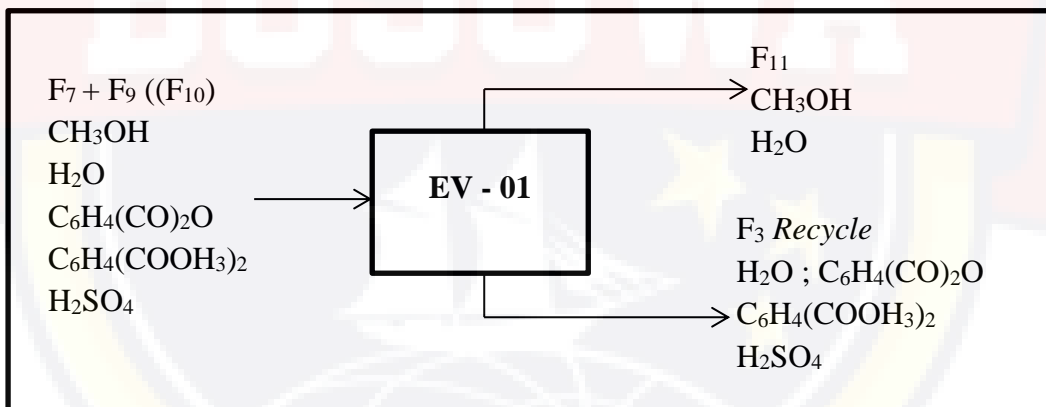 BOSOWA
F₇ + F₉ ((F₁₀)
CH₃OH
H₂O
C₆H₄(CO)₂O
C₆H₄(COOH₃)₂
H₂SO₄
EV - 01
F₁₁
CH₃OH
H₂O
F₃ Recycle
H₂O ; C₆H₄(CO)₂O
C₆H₄(COOH₃)₂
H₂SO₄